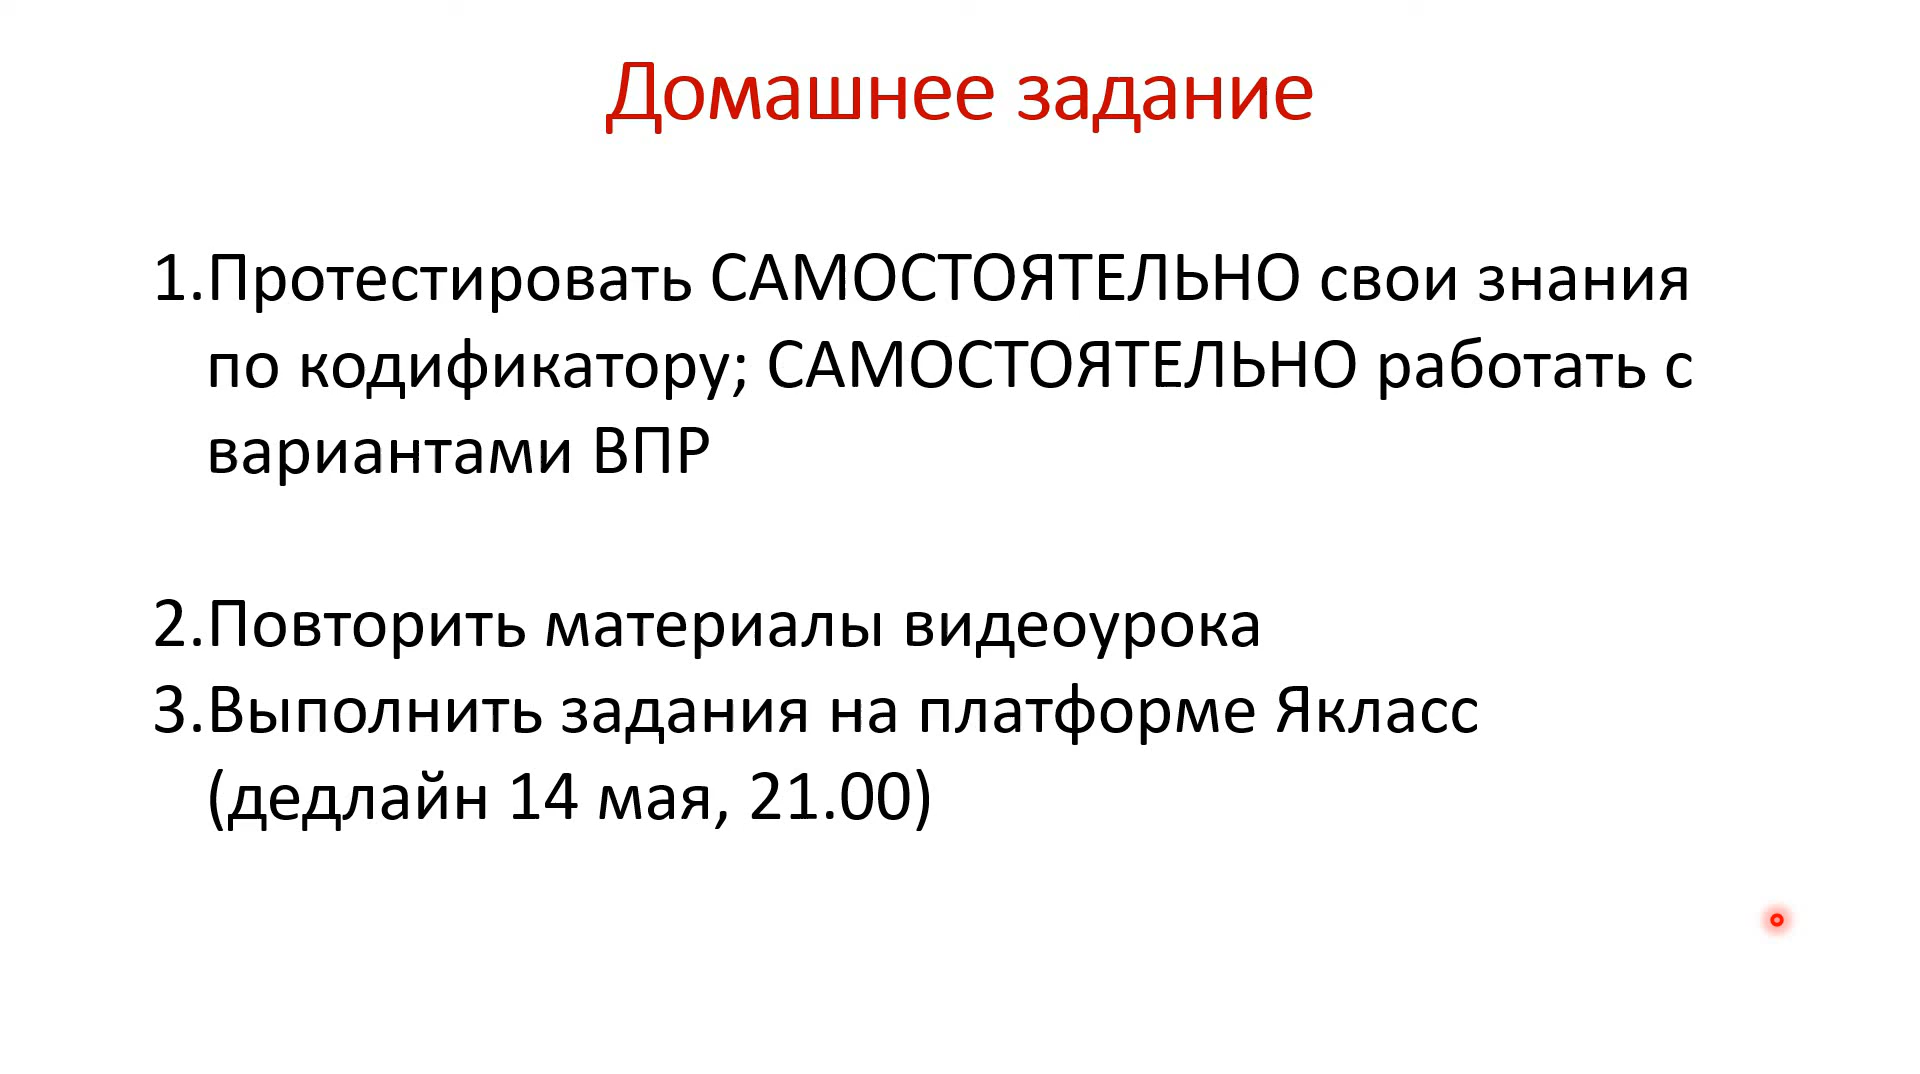 Домашнее задание
1.Протестировать САМОСТОЯТЕЛЬНО свои знания
по кодификатору; САМОСТОЯТЕЛЬНО работать с
вариантами ВПР
2.Повторить материалы видеоурока
3.Выполнить задания на платформе Якласс
(дедлайн 14 мая, 21.00)